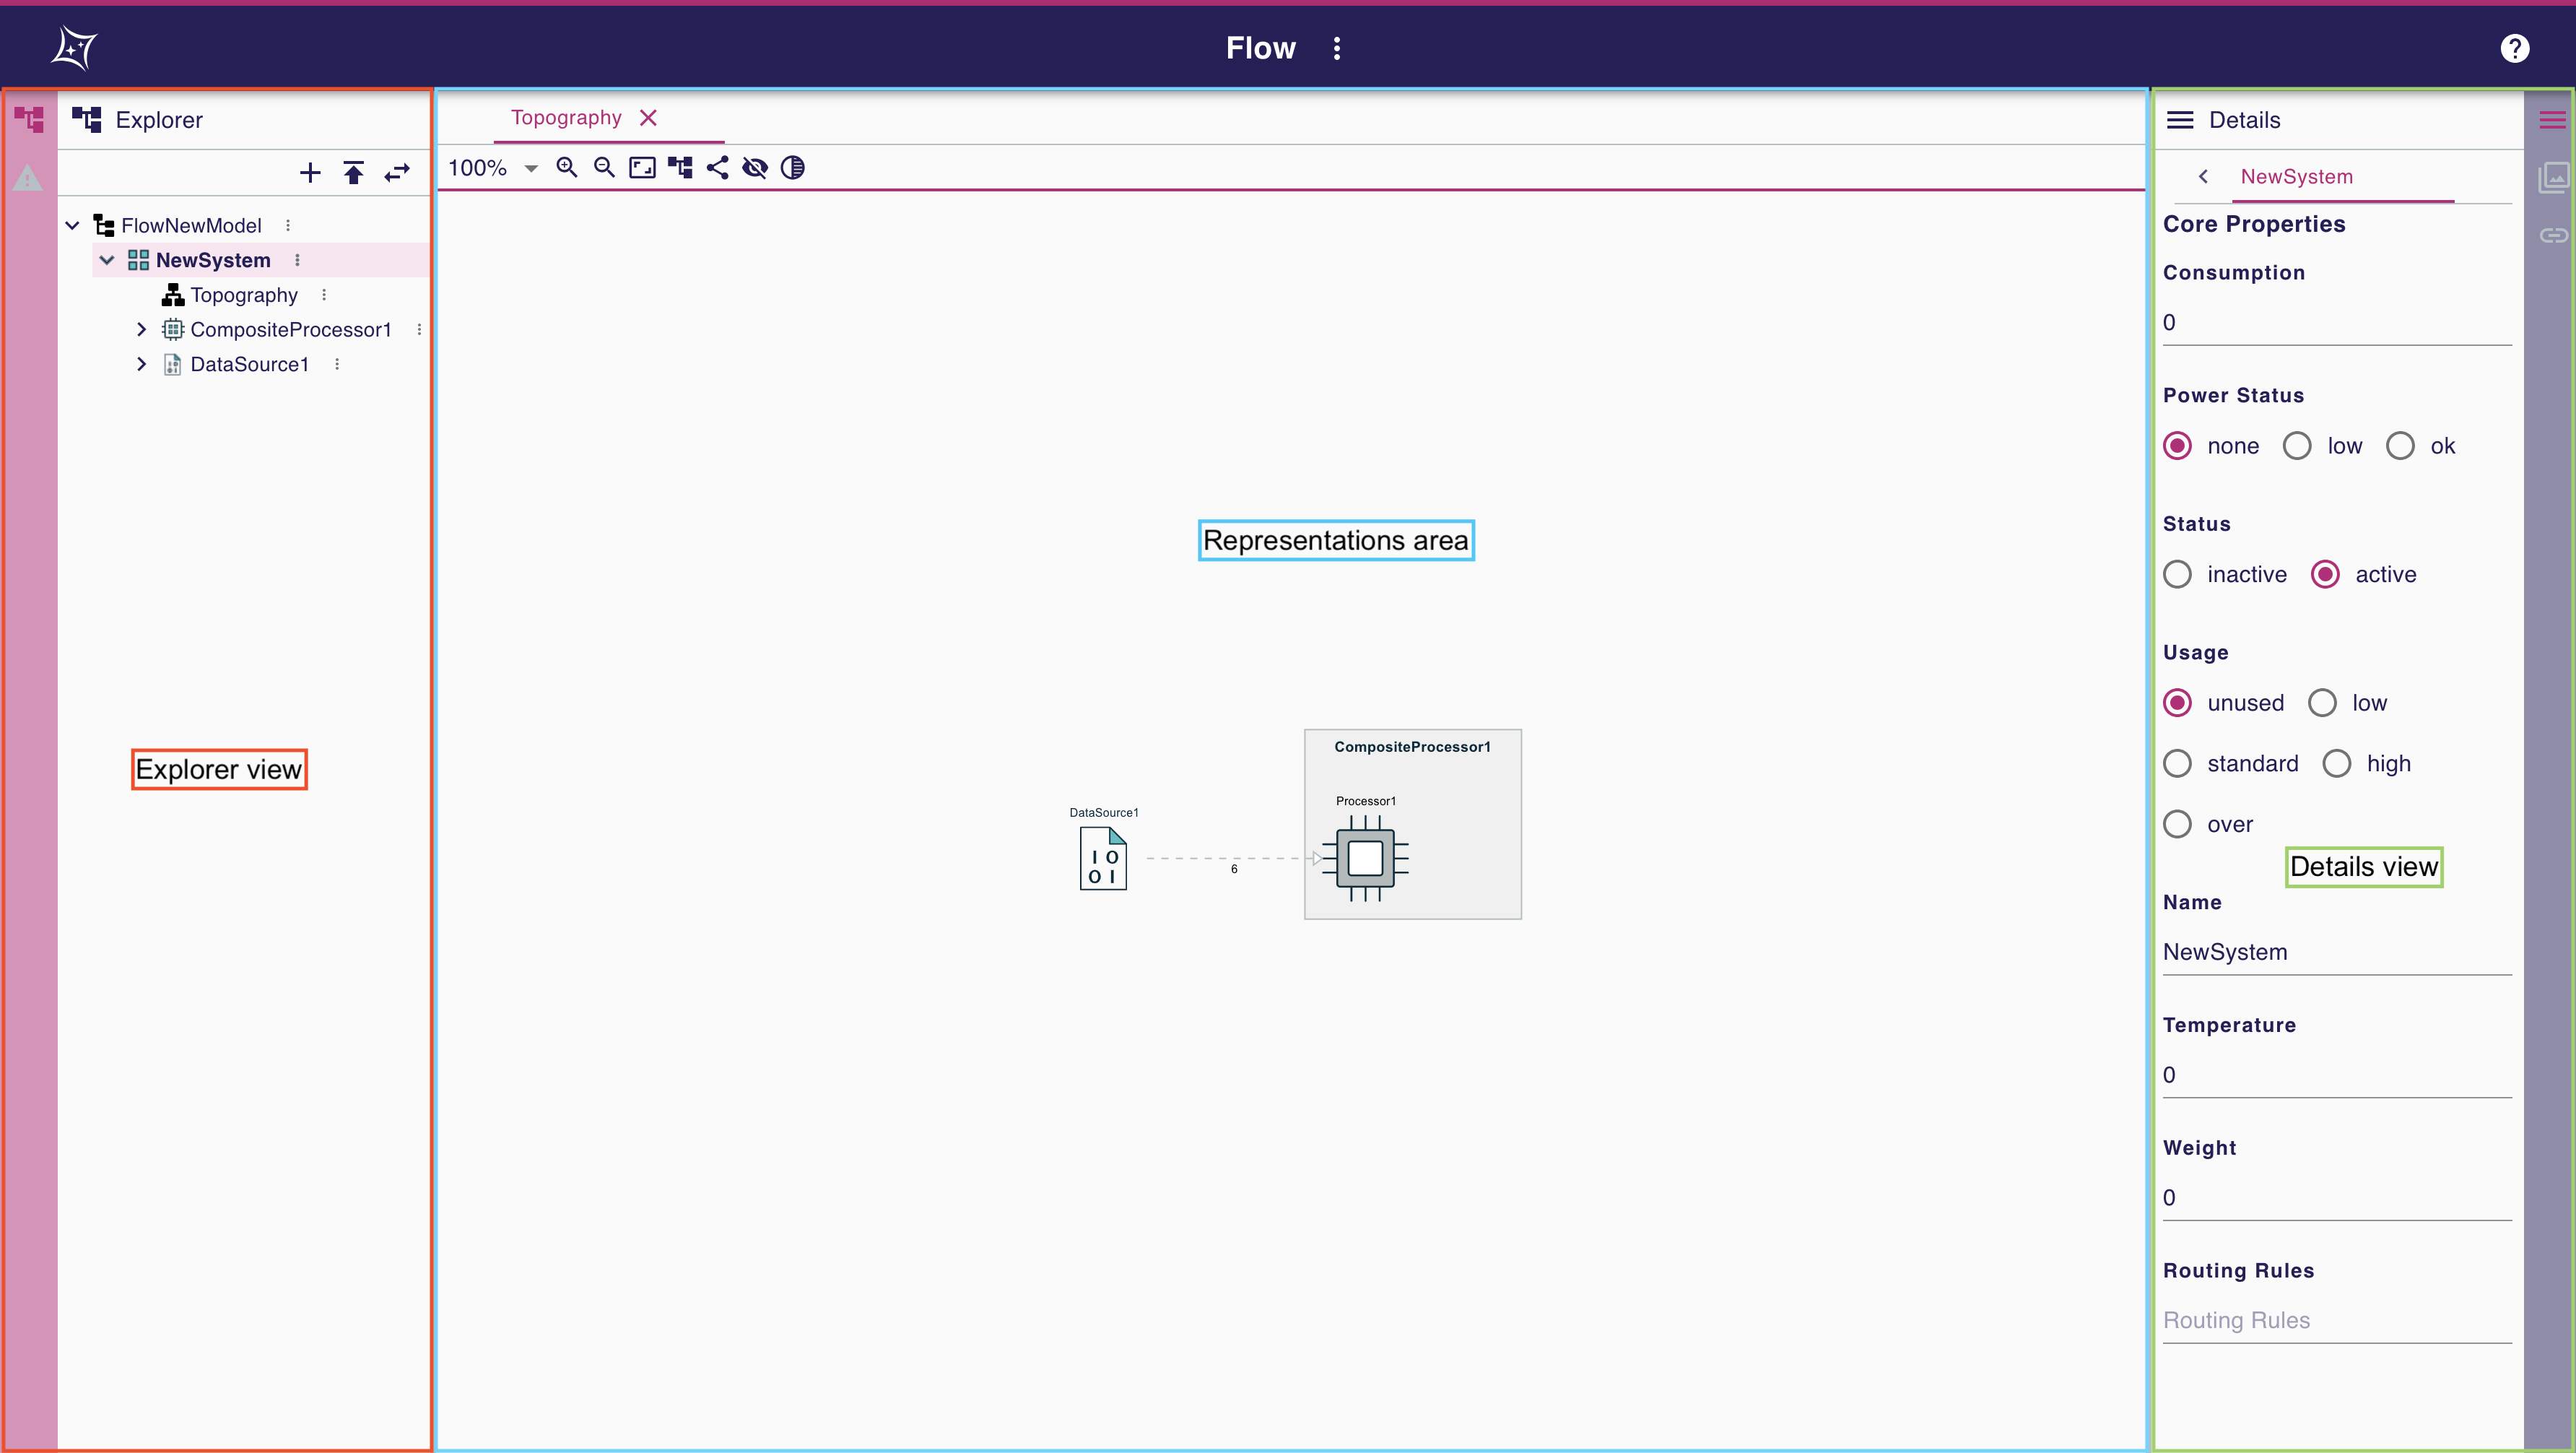 Flow
Explorer
FlowNewModel
NewSystem
Topography
CompositeProcessor1
DataSource1
Explorer view
Topography
100%
Representations area
CompositeProcessor1
Processor1
DataSource1
I O
O I
6
Details
NewSystem
Core Properties
Consumption
0
Power Status
none low ok
Status
inactive active
Usage
unused low
standard high
over
Details view
Name
NewSystem
Temperature
0
Weight
0
Routing Rules
Routing Rules